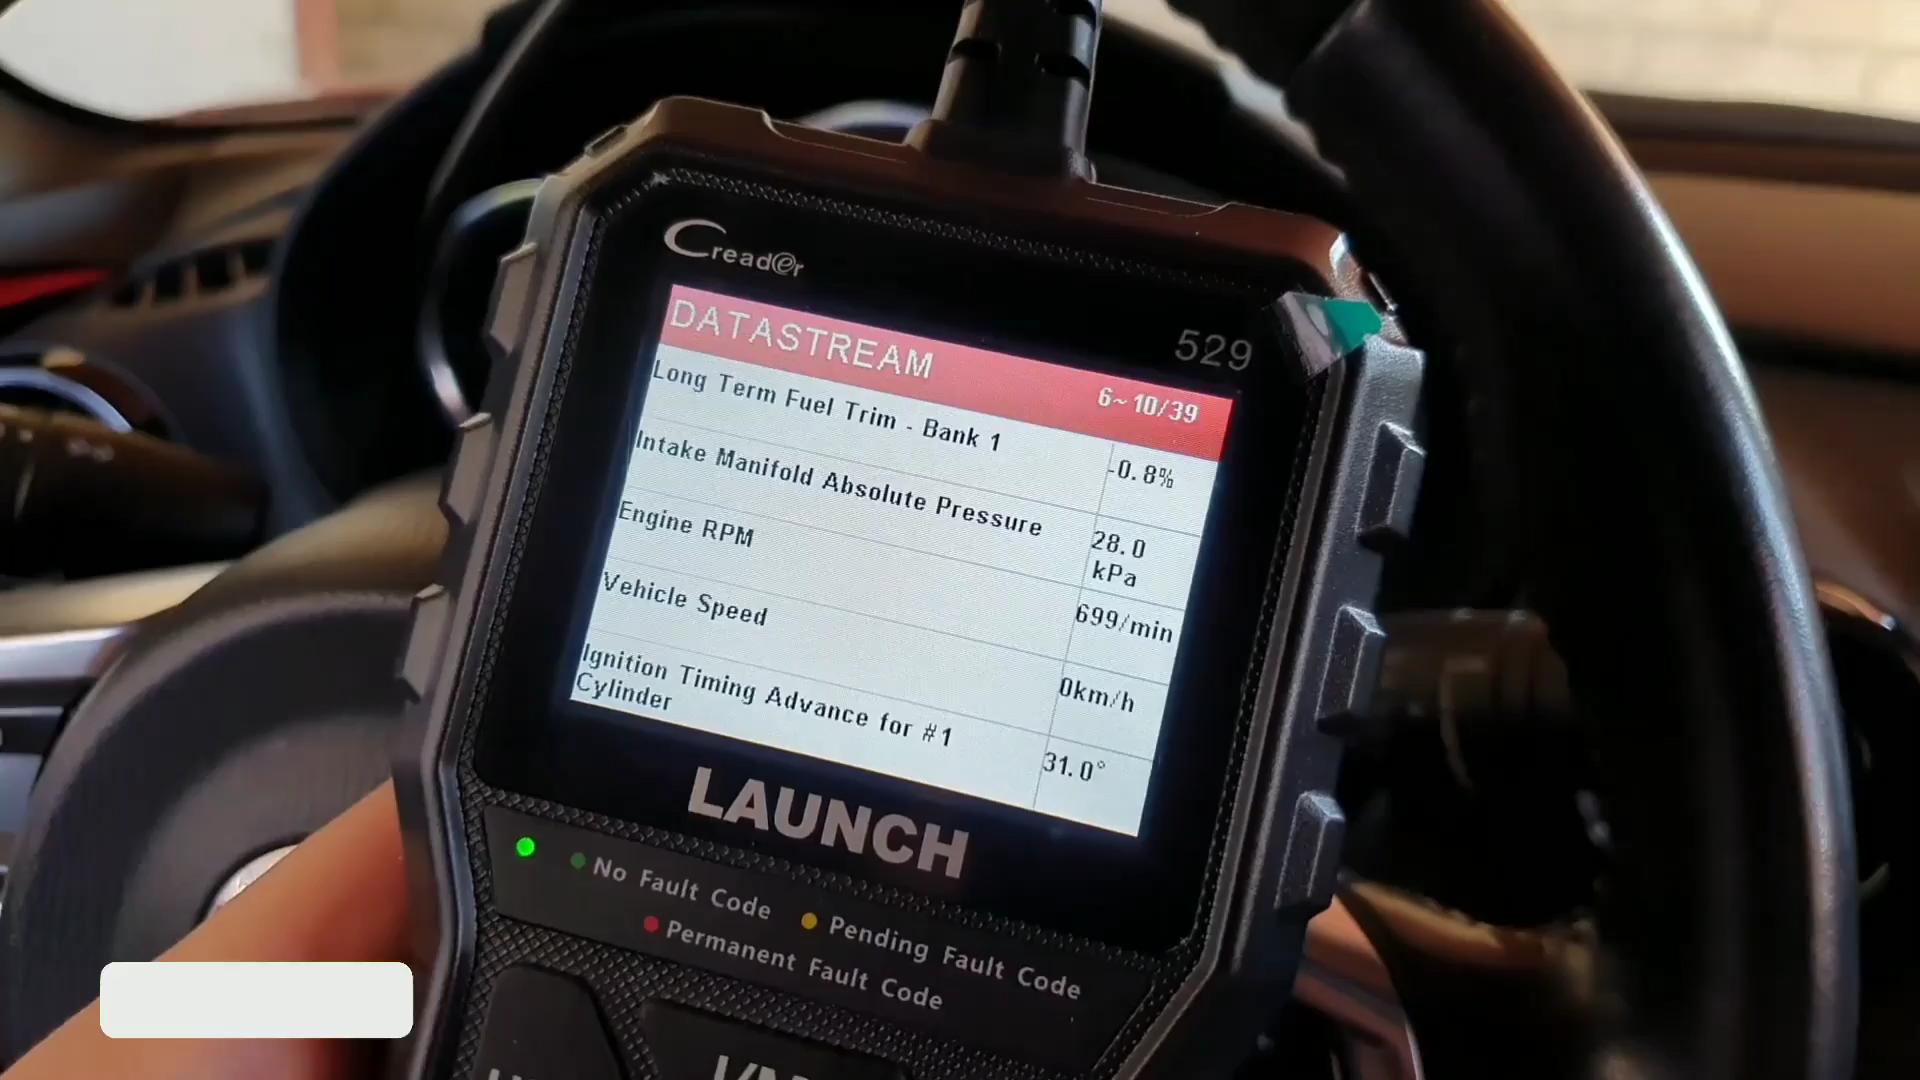 Creader
529
DATASTREAM 6~10/39
Long Term Fuel Trim - Bank 1 -0.8%
Intake Manifold Absolute Pressure 28.0
kPa
Engine RPM 699/min
Vehicle Speed 0km/h
Ignition Timing Advance for #1
Cylinder 31.0°
LAUNCH
No Fault Code
Pending Fault Code
Permanent Fault Code